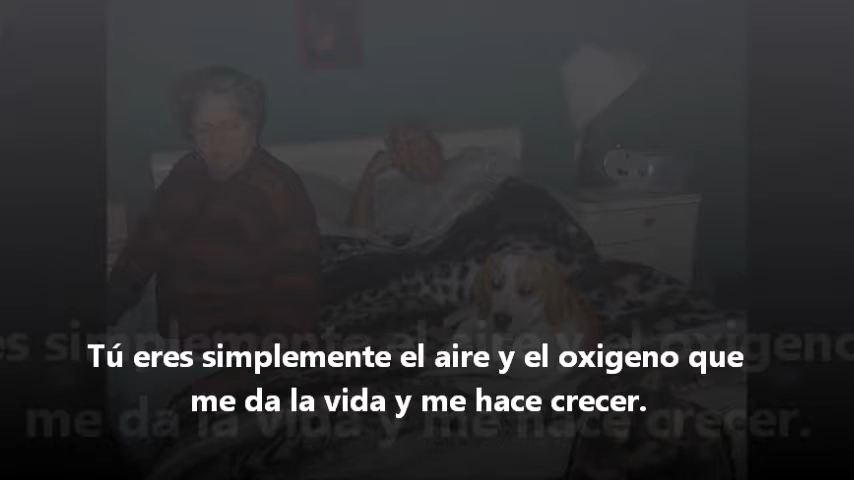 Tú eres simplemente el aire y el oxigeno que
me da la vida y me hace crecer.